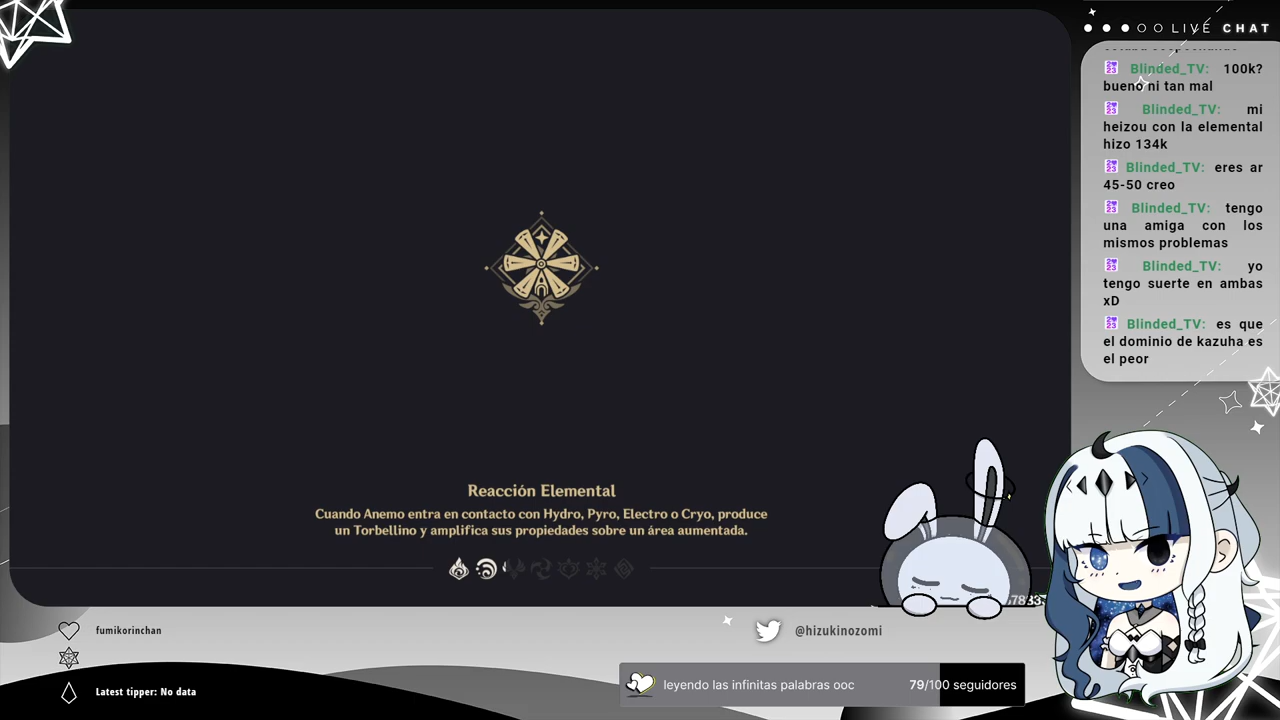 LIVE CHAT
Blinded_TV: 100k?
bueno ni tan mal
Blinded_TV: mi
heizou con la elemental
hizo 134k
Blinded_TV: eres ar
45-50 creo
Blinded_TV: tengo
una amiga con los
mismos problemas
Blinded_TV: yo
tengo suerte en ambas
xD
Blinded_TV: es que
el dominio de kazuha es
el peor
Reacción Elemental
Cuando Anemo entra en contacto con Hydro, Pyro, Electro o Cryo, produce
un Torbellino y amplifica sus propiedades sobre un área aumentada.
fumikorinchan
@hizukinozomi
Latest tipper: No data
leyendo las infinitas palabras ooc
79/100 seguidores